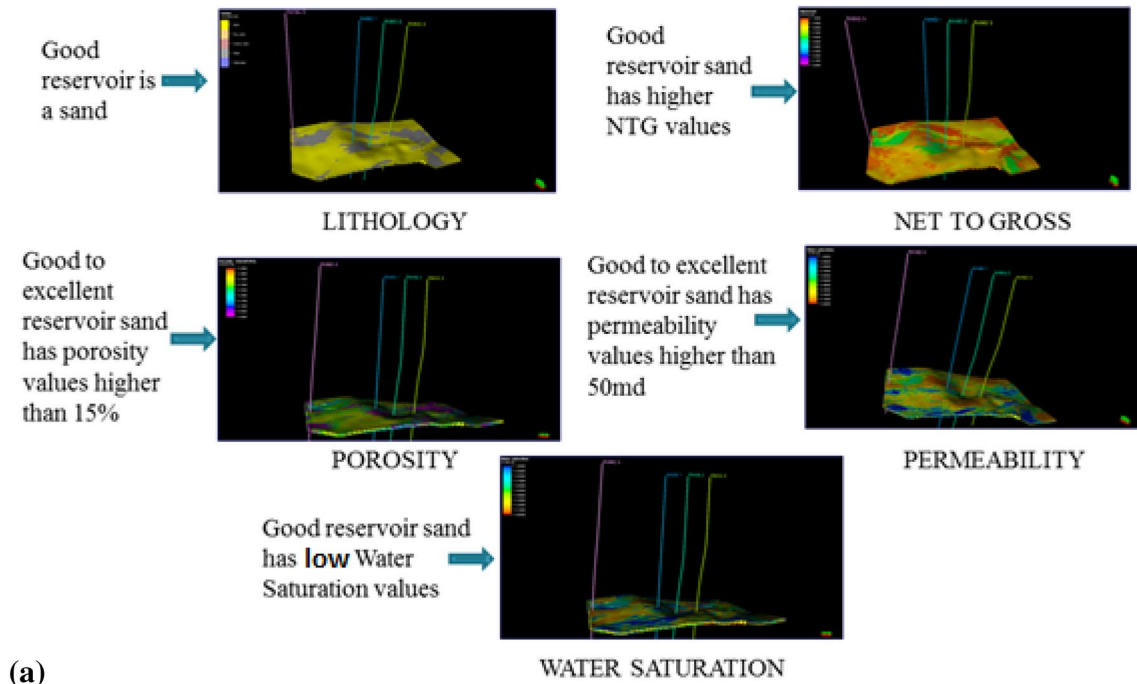 Good
reservoir is
a sand
LITHOLOGY
Good
reservoir sand
has higher
NTG values
NET TO GROSS
Good to
excellent
reservoir sand
has porosity
values higher
than 15%
POROSITY
Good to excellent
reservoir sand has
permeability
values higher than
50md
PERMEABILITY
Good reservoir sand
has low Water
Saturation values
WATER SATURATION
(a)